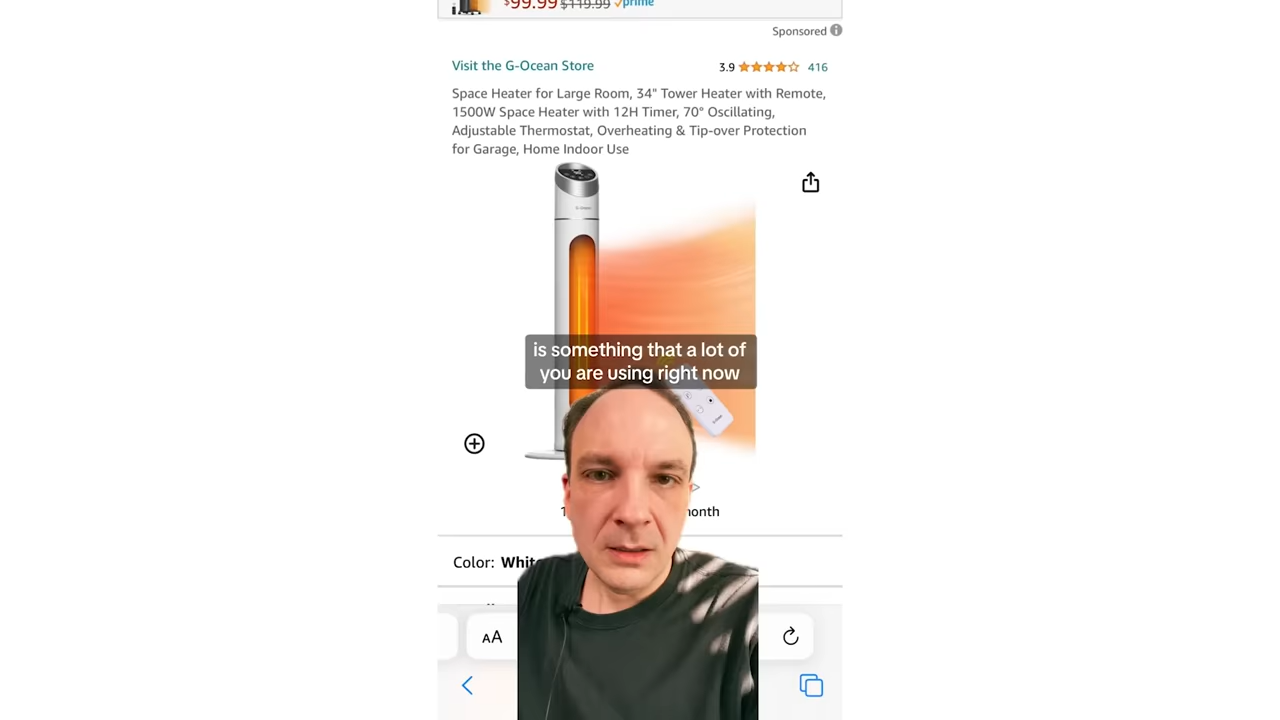 $99.99 $119.99 prime
Sponsored
Visit the G-Ocean Store 3.9 416
Space Heater for Large Room, 34" Tower Heater with Remote,
1500W Space Heater with 12H Timer, 70° Oscillating,
Adjustable Thermostat, Overheating & Tip-over Protection
for Garage, Home Indoor Use
is something that a lot of
you are using right now
Color:
AA